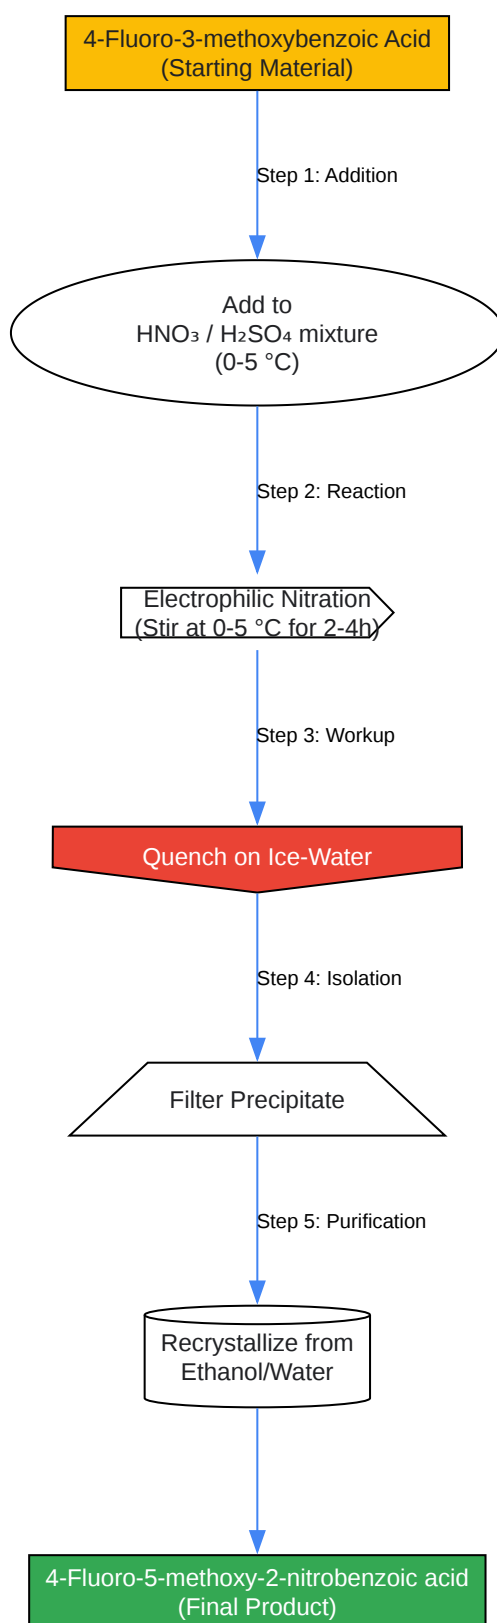 4-Fluoro-3-methoxybenzoic Acid
(Starting Material)
Step 1: Addition
Add to
HNO₃ / H₂SO₄ mixture
(0-5 °C)
Step 2: Reaction
Electrophilic Nitration
(Stir at 0-5 °C for 2-4h)
Step 3: Workup
Quench on Ice-Water
Step 4: Isolation
Filter Precipitate
Step 5: Purification
Recrystallize from
Ethanol/Water
4-Fluoro-5-methoxy-2-nitrobenzoic acid
(Final Product)